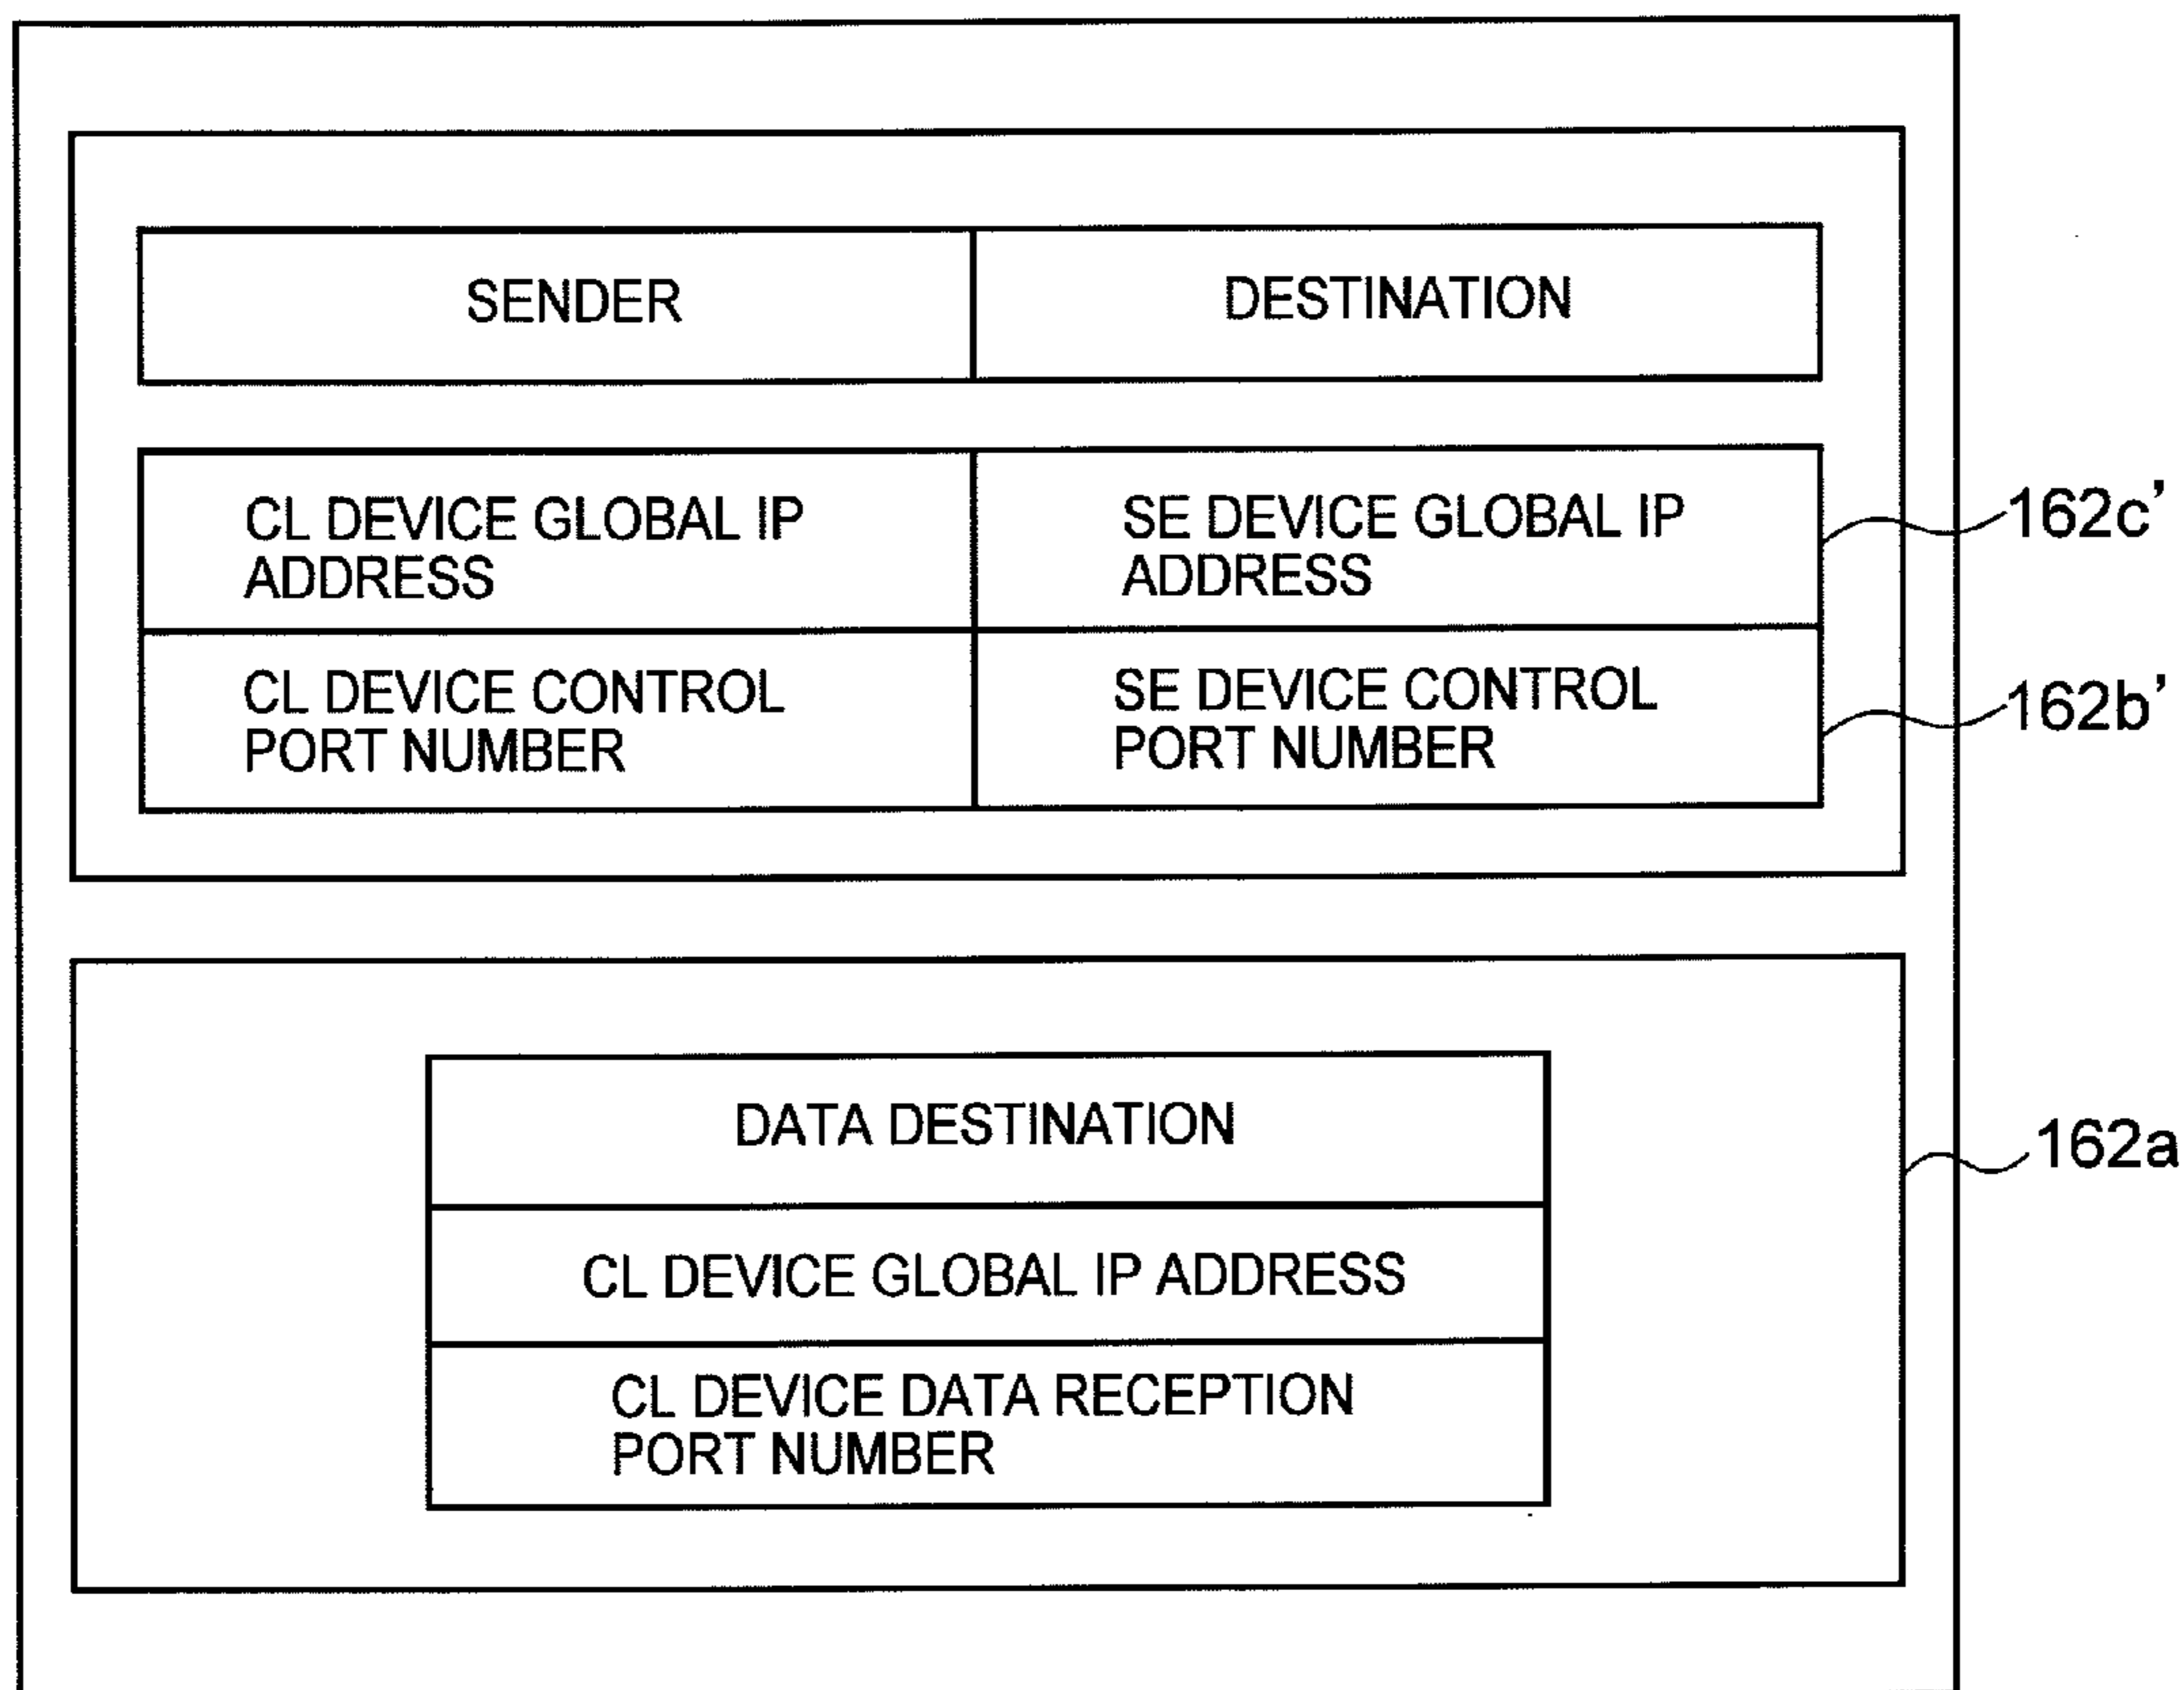 SENDER
DESTINATION
CL DEVICE GLOBAL IP
ADDRESS
SE DEVICE GLOBAL IP
ADDRESS
162c'
CL DEVICE CONTROL
PORT NUMBER
SE DEVICE CONTROL
PORT NUMBER
162b'
DATA DESTINATION
162a
CL DEVICE GLOBAL IP ADDRESS
CL DEVICE DATA RECEPTION
PORT NUMBER